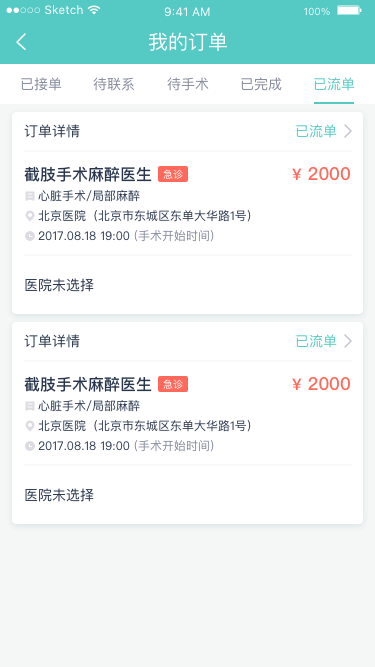 Sketch 9:41 AM 100%
我的订单
已接单 待联系 待手术 已完成 已流单
订单详情 已流单
截肢手术麻醉医生 急诊 ¥ 2000
心脏手术/局部麻醉
北京医院（北京市东城区东单大华路1号）
2017.08.18 19:00 (手术开始时间)
医院未选择
订单详情 已流单
截肢手术麻醉医生 急诊 ¥ 2000
心脏手术/局部麻醉
北京医院（北京市东城区东单大华路1号）
2017.08.18 19:00 (手术开始时间)
医院未选择